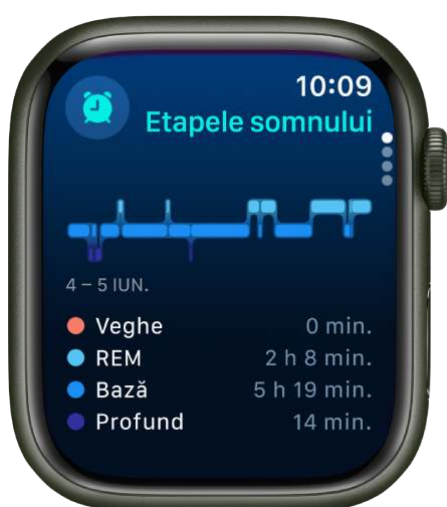 10:09
Etapele somnului
4 – 5 IUN.
Veghe 0 min.
REM 2 h 8 min.
Bază 5 h 19 min.
Profund 14 min.